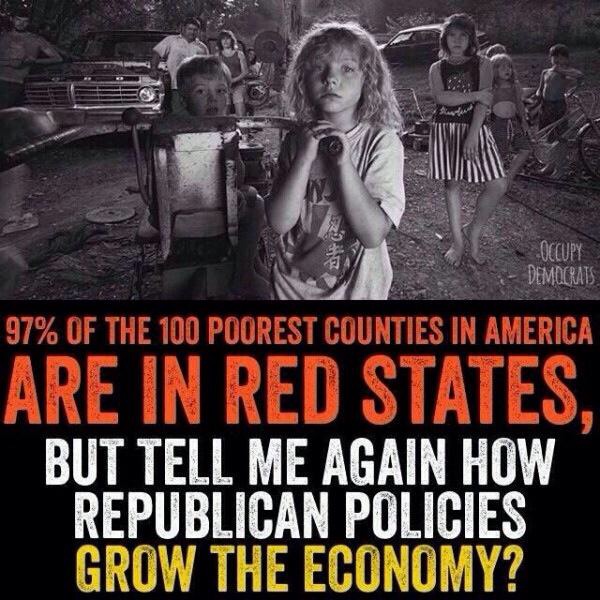 OCCUPY
DEMOCRATS
97% OF THE 100 POOREST COUNTIES IN AMERICA
ARE IN RED STATES,
BUT TELL ME AGAIN HOW
REPUBLICAN POLICIES
GROW THE ECONOMY?